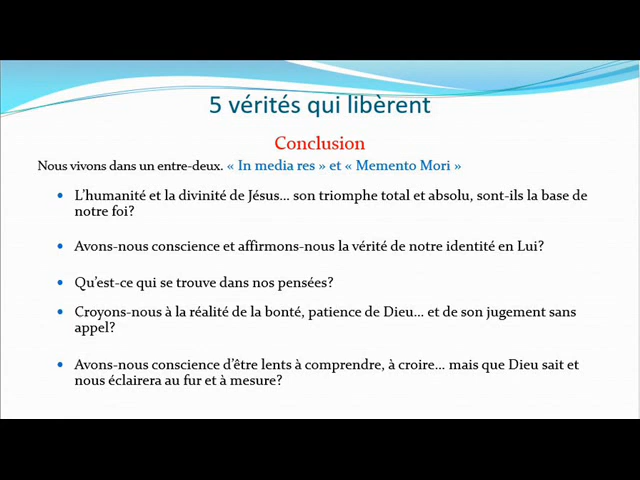 5 vérités qui libèrent
Conclusion
Nous vivons dans un entre-deux. « In media res » et « Memento Mori »
• L’humanité et la divinité de Jésus... son triomphe total et absolu, sont-ils la base de
notre foi?
• Avons-nous conscience et affirmons-nous la vérité de notre identité en Lui?
• Qu’est-ce qui se trouve dans nos pensées?
• Croyons-nous à la réalité de la bonté, patience de Dieu... et de son jugement sans
appel?
• Avons-nous conscience d’être lents à comprendre, à croire... mais que Dieu sait et
nous éclairera au fur et à mesure?